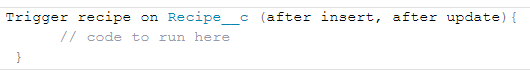 Trigger recipe on Recipe__c (after insert, after update){
// code to run here
}